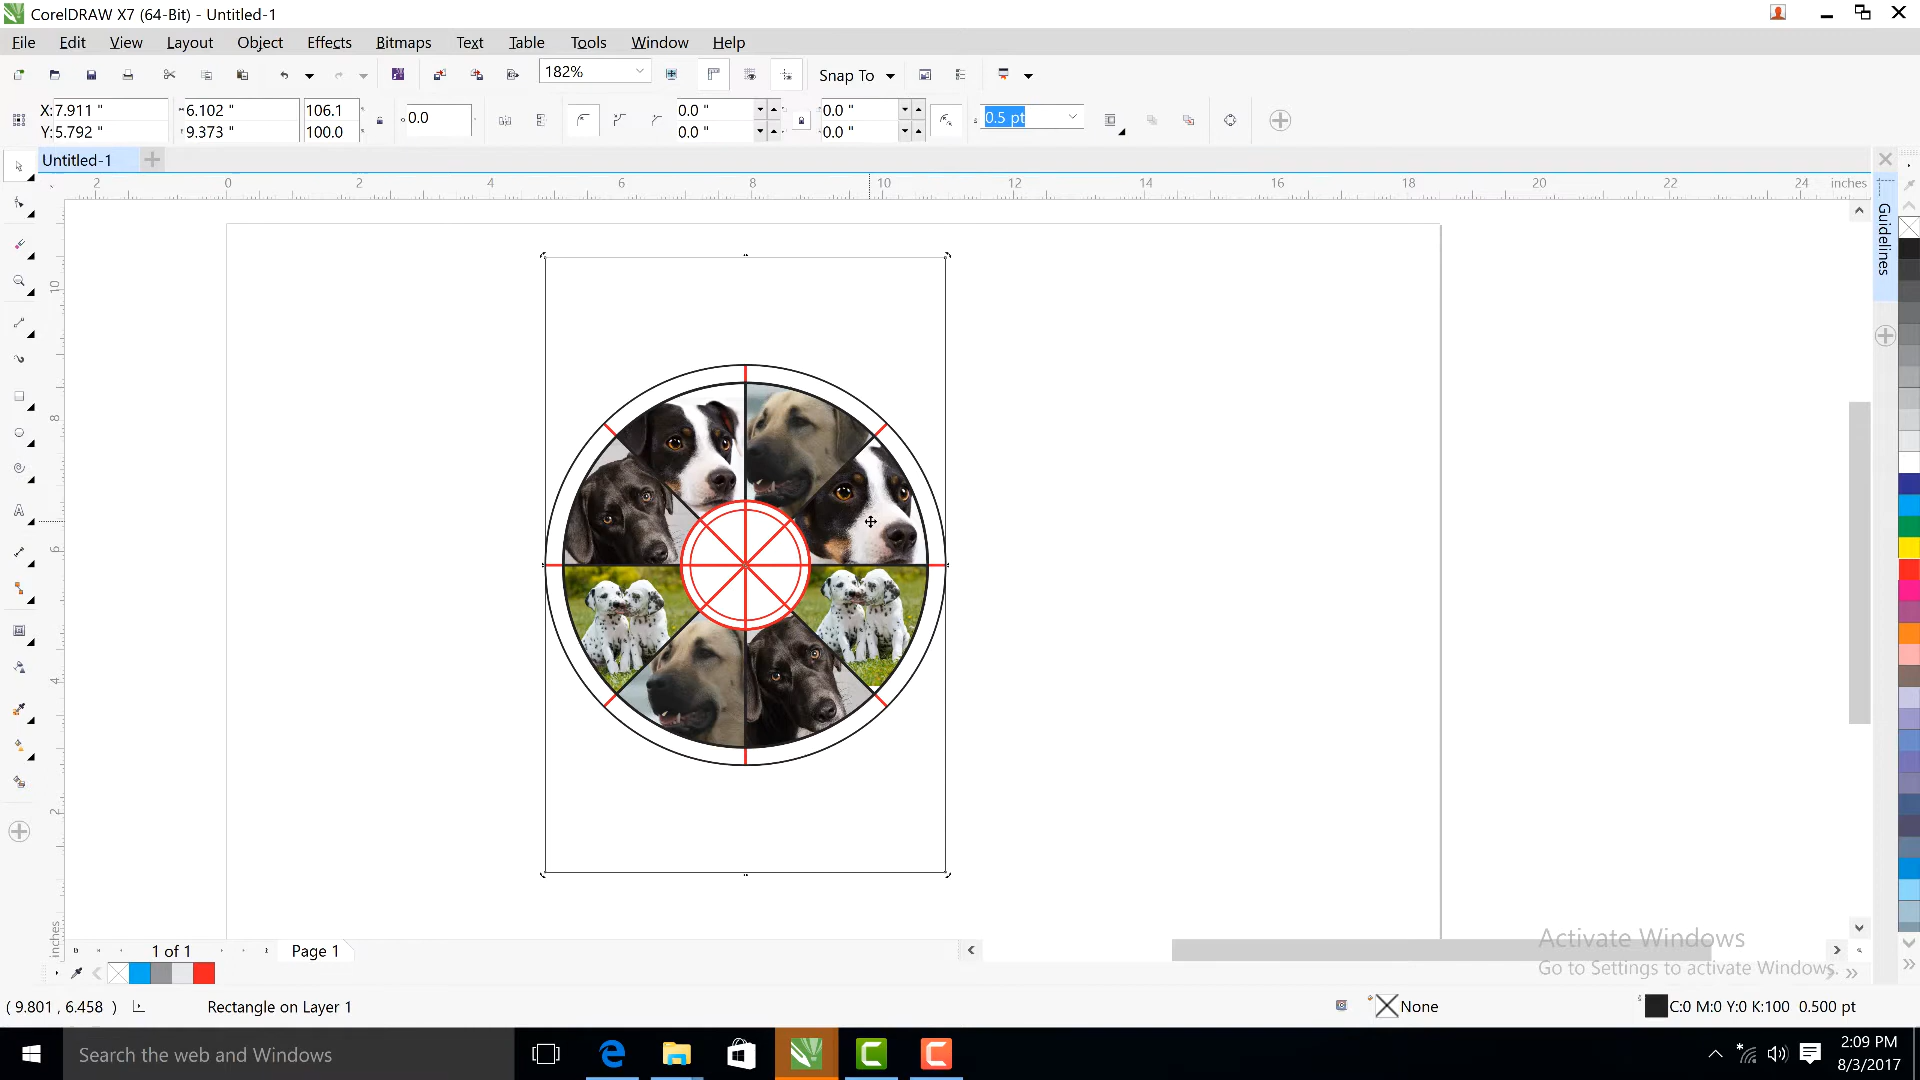 CorelDRAW X7 (64-Bit) - Untitled-1
File Edit View Layout Object Effects Bitmaps Text Table Tools Window Help
182% Snap To
X: 7.911 " 6.102 " 106.1 0.0 0.0 " 0.0 " 0.5 pt
Y: 5.792 " 9.373 " 100.0 0.0 " 0.0 "
Untitled-1
2 0 2 4 6 8 10 12 14 16 18 20 22 24 inches
Guidelines
10
8
6
4
2
inches
1 of 1 Page 1
Activate Windows
Go to Settings to activate Windows.
( 9.801 , 6.458 ) Rectangle on Layer 1 None C:0 M:0 Y:0 K:100 0.500 pt
Search the web and Windows
2:09 PM
8/3/2017